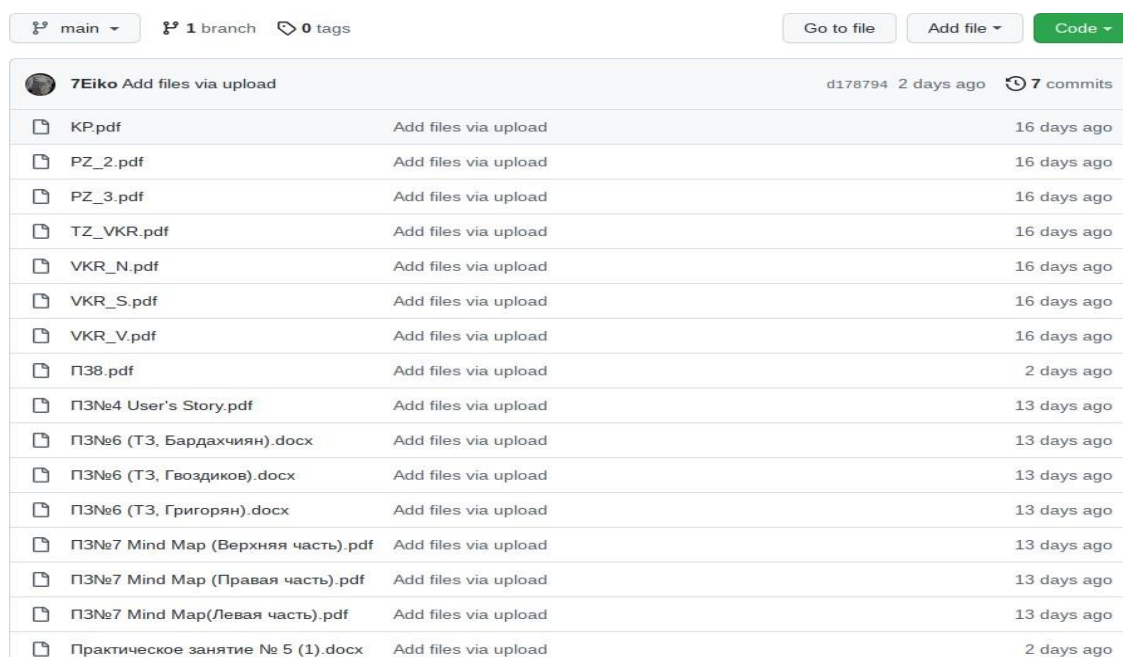 main 1 branch 0 tags Go to file Add file Code
7Eiko Add files via upload d178794 2 days ago 7 commits
KP.pdf Add files via upload 16 days ago
PZ_2.pdf Add files via upload 16 days ago
PZ_3.pdf Add files via upload 16 days ago
TZ_VKR.pdf Add files via upload 16 days ago
VKR_N.pdf Add files via upload 16 days ago
VKR_S.pdf Add files via upload 16 days ago
VKR_V.pdf Add files via upload 16 days ago
ПЗ8.pdf Add files via upload 2 days ago
ПЗ№4 User's Story.pdf Add files via upload 13 days ago
ПЗ№6 (ТЗ, Бардахчиян).docx Add files via upload 13 days ago
ПЗ№6 (ТЗ, Гвоздиков).docx Add files via upload 13 days ago
ПЗ№6 (ТЗ, Григорян).docx Add files via upload 13 days ago
ПЗ№7 Mind Map (Верхняя часть).pdf Add files via upload 13 days ago
ПЗ№7 Mind Map (Правая часть).pdf Add files via upload 13 days ago
ПЗ№7 Mind Map(Левая часть).pdf Add files via upload 13 days ago
Практическое занятие № 5 (1).docx Add files via upload 2 days ago